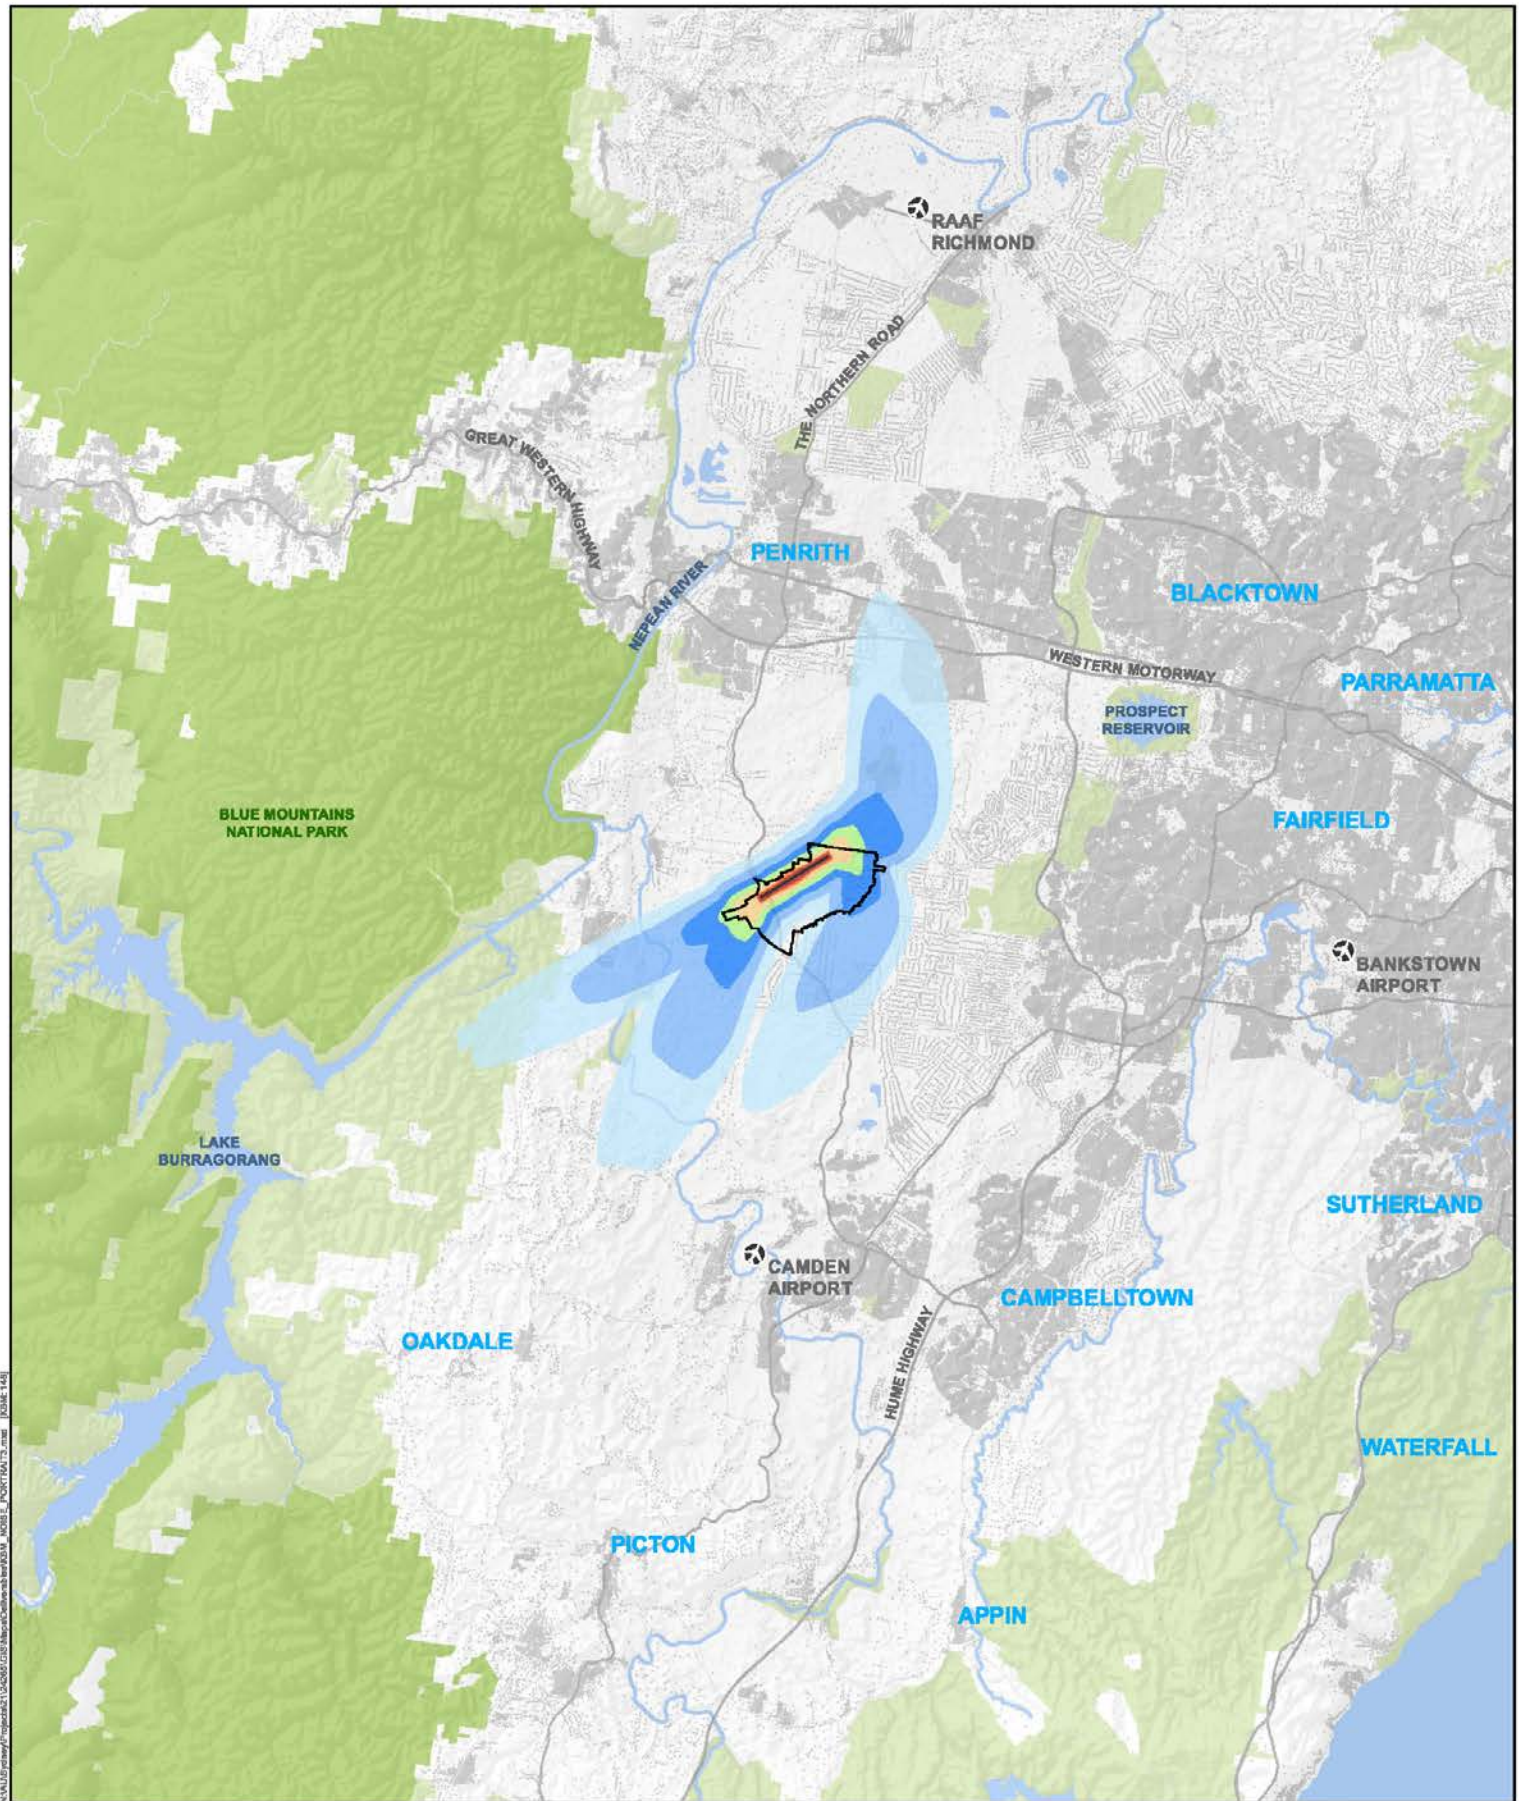 RAAF
RICHMOND
THE NORTHERN ROAD
GREAT WESTERN HIGHWAY
PENRITH
NEPEAN RIVER
BLACKTOWN
WESTERN MOTORWAY
PARRAMATTA
PROSPECT
RESERVOIR
BLUE MOUNTAINS
NATIONAL PARK
FAIRFIELD
BANKSTOWN
AIRPORT
LAKE
BURRAGORANG
SUTHERLAND
CAMDEN
AIRPORT
CAMPBELLTOWN
OAKDALE
HUME HIGHWAY
WATERFALL
PICTON
APPIN